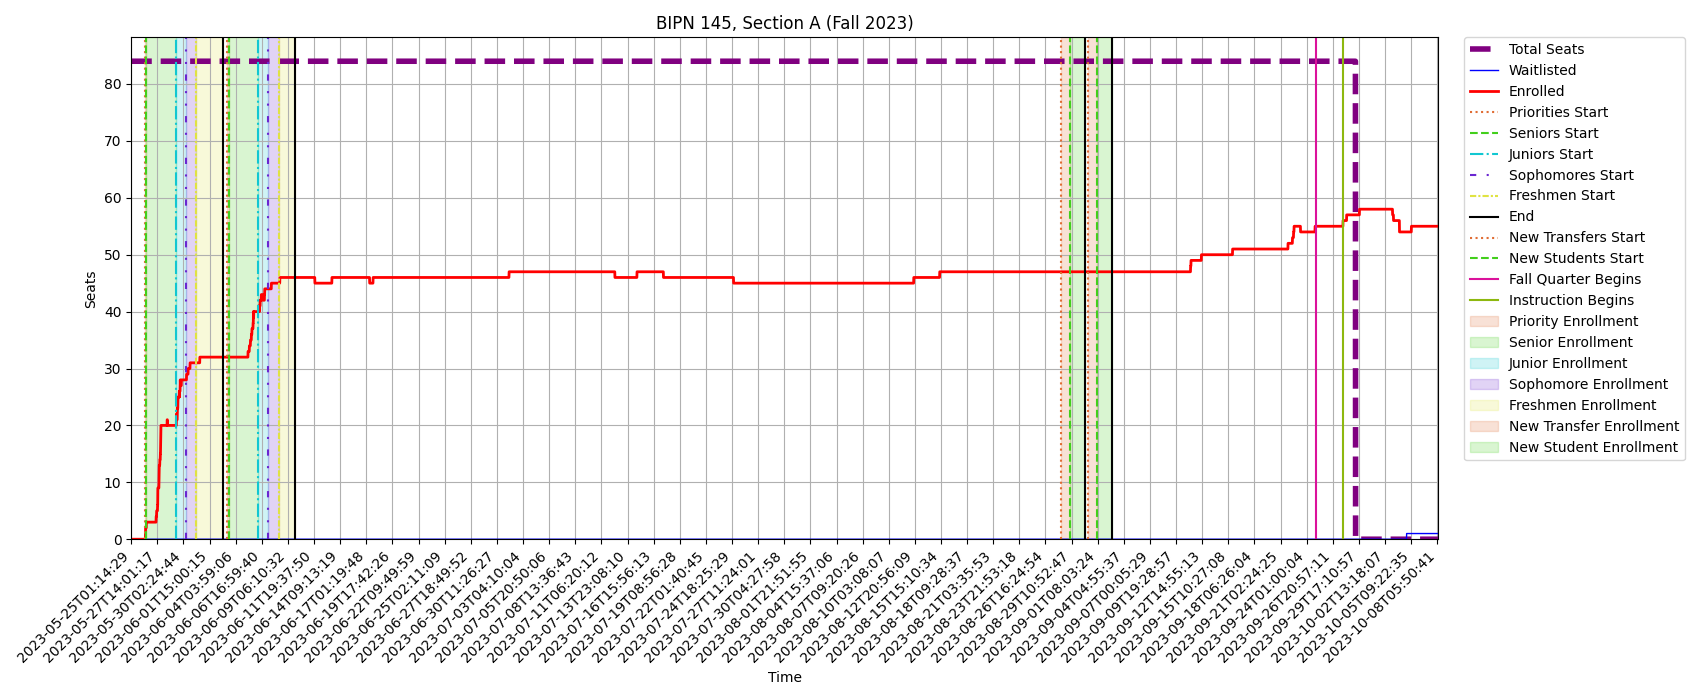 BIPN 145, Section A (Fall 2023)
Seats
80
70
60
50
40
30
20
10
0
2023-05-25T01:14:29
2023-05-27T14:01:17
2023-05-30T02:24:44
2023-06-01T15:00:15
2023-06-04T03:59:06
2023-06-06T16:59:40
2023-06-09T06:10:32
2023-06-11T19:37:50
2023-06-14T09:13:19
2023-06-17T01:19:48
2023-06-19T17:42:26
2023-06-22T09:49:59
2023-06-25T02:11:09
2023-06-27T18:49:52
2023-06-30T11:26:27
2023-07-03T04:10:04
2023-07-05T20:50:06
2023-07-08T13:36:43
2023-07-11T06:20:12
2023-07-13T23:08:10
2023-07-16T15:56:13
2023-07-19T08:56:28
2023-07-22T01:40:45
2023-07-24T18:25:29
2023-07-27T11:24:01
2023-07-30T04:27:58
2023-08-01T21:51:55
2023-08-04T15:37:06
2023-08-07T09:20:26
2023-08-10T03:08:07
2023-08-12T20:56:09
2023-08-15T15:10:34
2023-08-18T09:28:37
2023-08-21T03:35:53
2023-08-23T21:53:18
2023-08-26T16:24:54
2023-08-29T10:52:47
2023-09-01T08:03:24
2023-09-04T04:55:37
2023-09-07T00:05:29
2023-09-09T19:28:57
2023-09-12T14:55:13
2023-09-15T10:27:08
2023-09-18T06:26:04
2023-09-21T02:24:25
2023-09-24T01:00:04
2023-09-26T20:57:11
2023-09-29T17:10:57
2023-10-02T13:18:07
2023-10-05T09:22:35
2023-10-08T05:50:41
Time
Total Seats
Waitlisted
Enrolled
Priorities Start
Seniors Start
Juniors Start
Sophomores Start
Freshmen Start
End
New Transfers Start
New Students Start
Fall Quarter Begins
Instruction Begins
Priority Enrollment
Senior Enrollment
Junior Enrollment
Sophomore Enrollment
Freshmen Enrollment
New Transfer Enrollment
New Student Enrollment